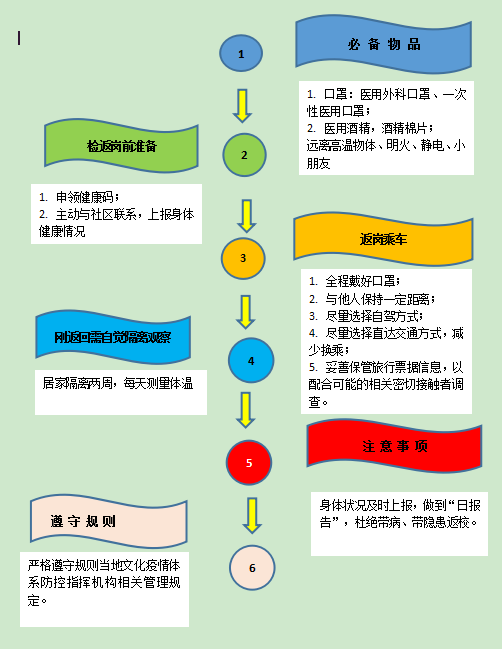 1
必 备 物 品
1. 口罩：医用外科口罩、一次
性医用口罩；
2. 医用酒精，酒精棉片；
远离高温物体、明火、静电、小
朋友
2
检返岗前准备
1. 申领健康码；
2. 主动与社区联系，上报身体
健康情况
3
返岗乘车
1. 全程戴好口罩；
2. 与他人保持一定距离；
3. 尽量选择自驾方式；
4. 尽量选择直达交通方式，减
少换乘；
5. 妥善保管旅行票据信息，以
配合可能的相关密切接触者调
查。
4
刚返回需自觉隔离观察
居家隔离两周，每天测量体温
5
注 意 事 项
身体状况及时上报，做到“日报
告”，杜绝带病、带隐患返校。
6
遵 守 规 则
严格遵守规则当地文化疫情体
系防控指挥机构相关管理规
定。